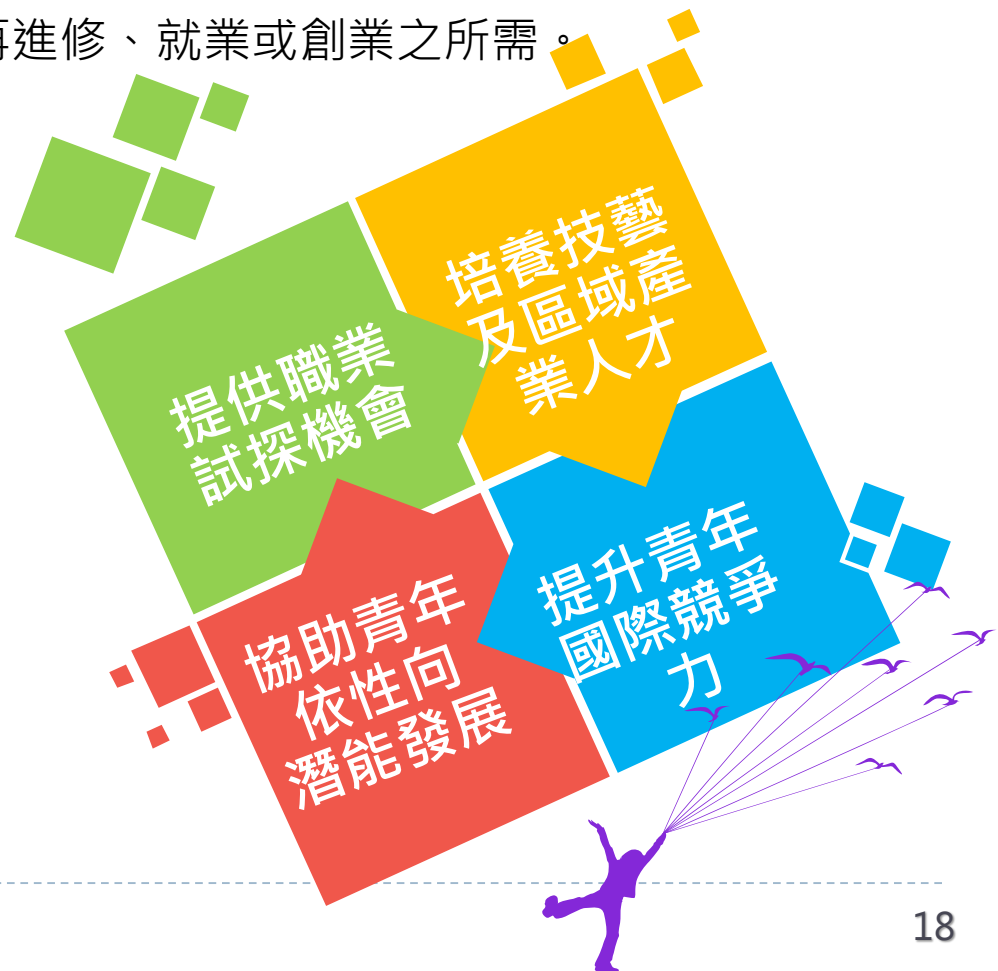 再進修、就業或創業之所需。
培養技藝
及區域產
業人才
提供職業
試探機會
提升青年
國際競爭
力
協助青年
依性向
潛能發展
18